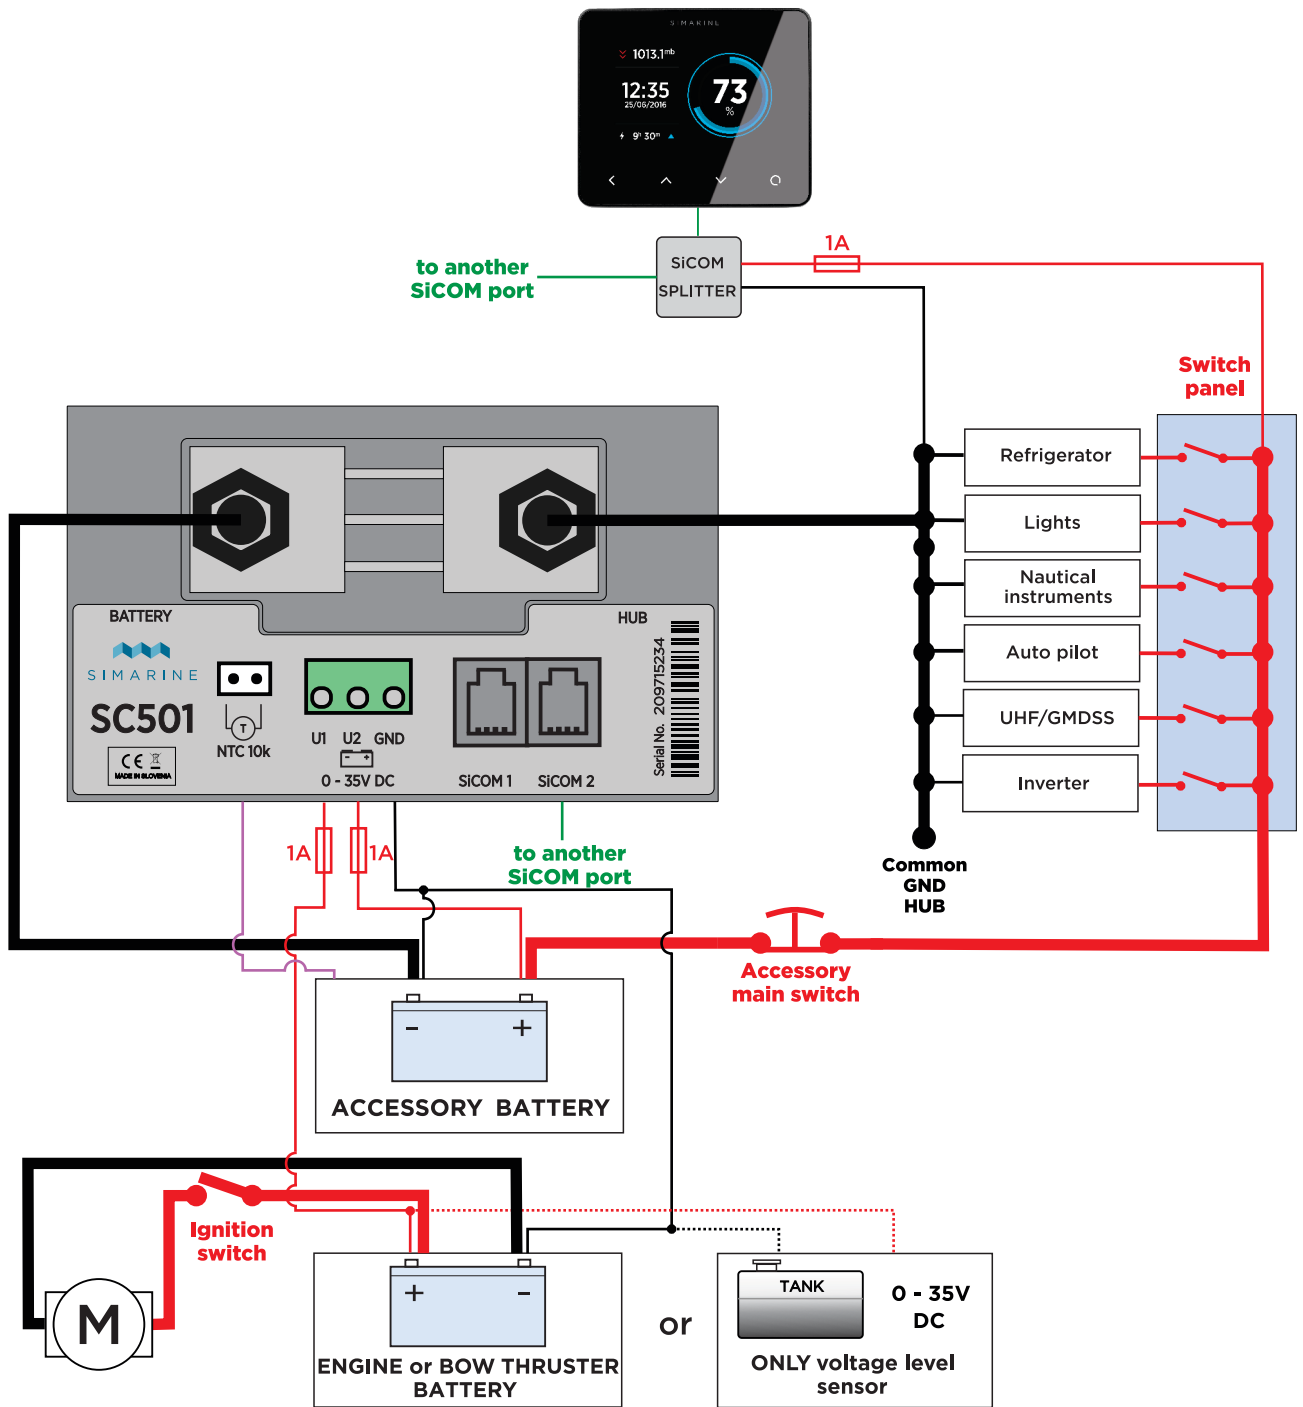 SIMARINE
1013.1mb
12:35
25/06/2016
73
%
9h 30m
1A
SiCOM
SPLITTER
to another
SiCOM port
Switch
panel
Refrigerator
Lights
Nautical
instruments
Auto pilot
UHF/GMDSS
Inverter
Common
GND
HUB
BATTERY
HUB
SIMARINE
SC501
CE
MADE IN SLOVENIA
T
NTC 10k
U1 U2 GND
- +
0 - 35V DC
SiCOM 1 SiCOM 2
Serial No. 209715234
1A
1A
to another
SiCOM port
Accessory
main switch
- +
ACCESSORY BATTERY
Ignition
switch
M
+ -
ENGINE or BOW THRUSTER
BATTERY
or
TANK
0 - 35V
DC
ONLY voltage level
sensor